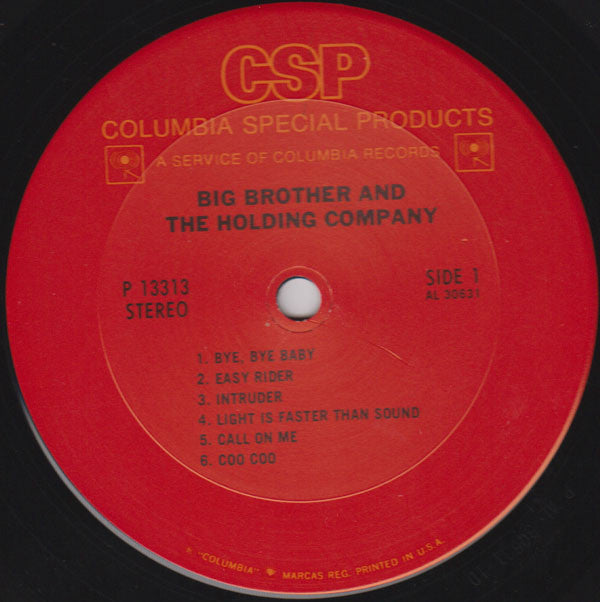 CSP
COLUMBIA SPECIAL PRODUCTS
A SERVICE OF COLUMBIA RECORDS
BIG BROTHER AND
THE HOLDING COMPANY
P 13313
STEREO
SIDE 1
AL 30631
1. BYE, BYE BABY
2. EASY RIDER
3. INTRUDER
4. LIGHT IS FASTER THAN SOUND
5. CALL ON ME
6. COO COO
"COLUMBIA" MARCAS REG. PRINTED IN U.S.A.